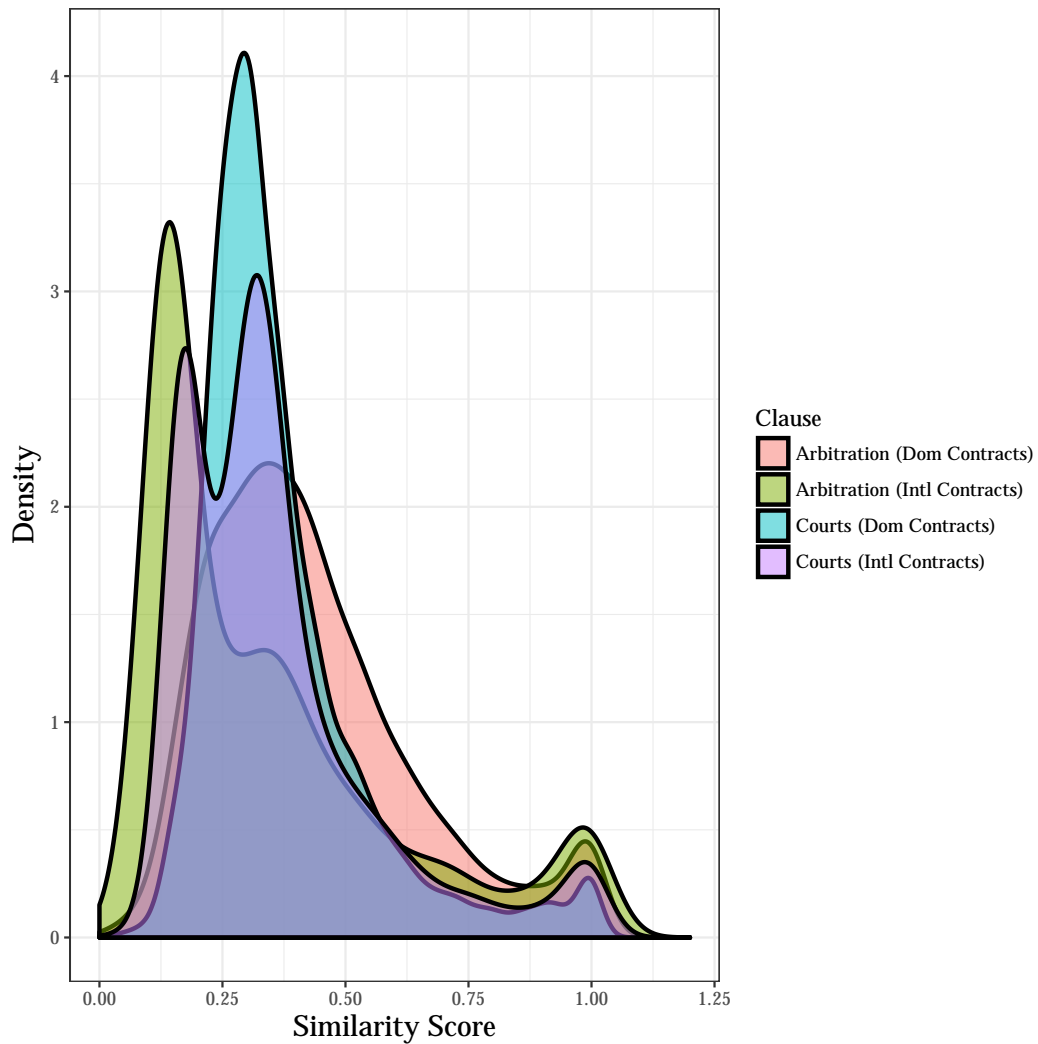 4
3
2
1
0
Density
0.00 0.25 0.50 0.75 1.00 1.25
Similarity Score
Clause
Arbitration (Dom Contracts)
Arbitration (Intl Contracts)
Courts (Dom Contracts)
Courts (Intl Contracts)